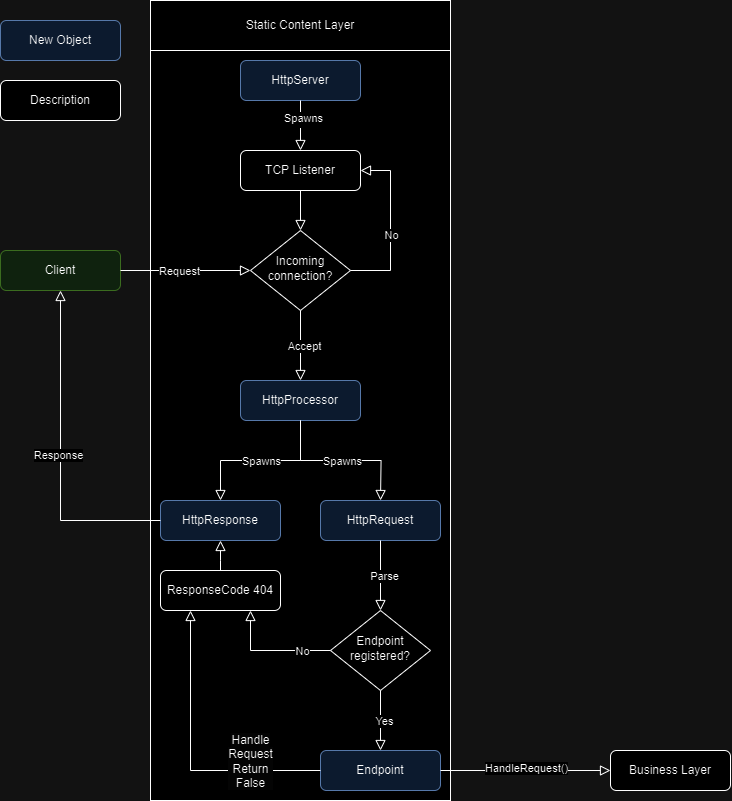 Static Content Layer
New Object
HttpServer
Description
Spawns
TCP Listener
No
Client
Request
Incoming
connection?
Accept
HttpProcessor
Response
Spawns
Spawns
HttpResponse
HttpRequest
Parse
ResponseCode 404
Endpoint
registered?
No
Yes
Handle
Request
Return
False
Endpoint
HandleRequest()
Business Layer